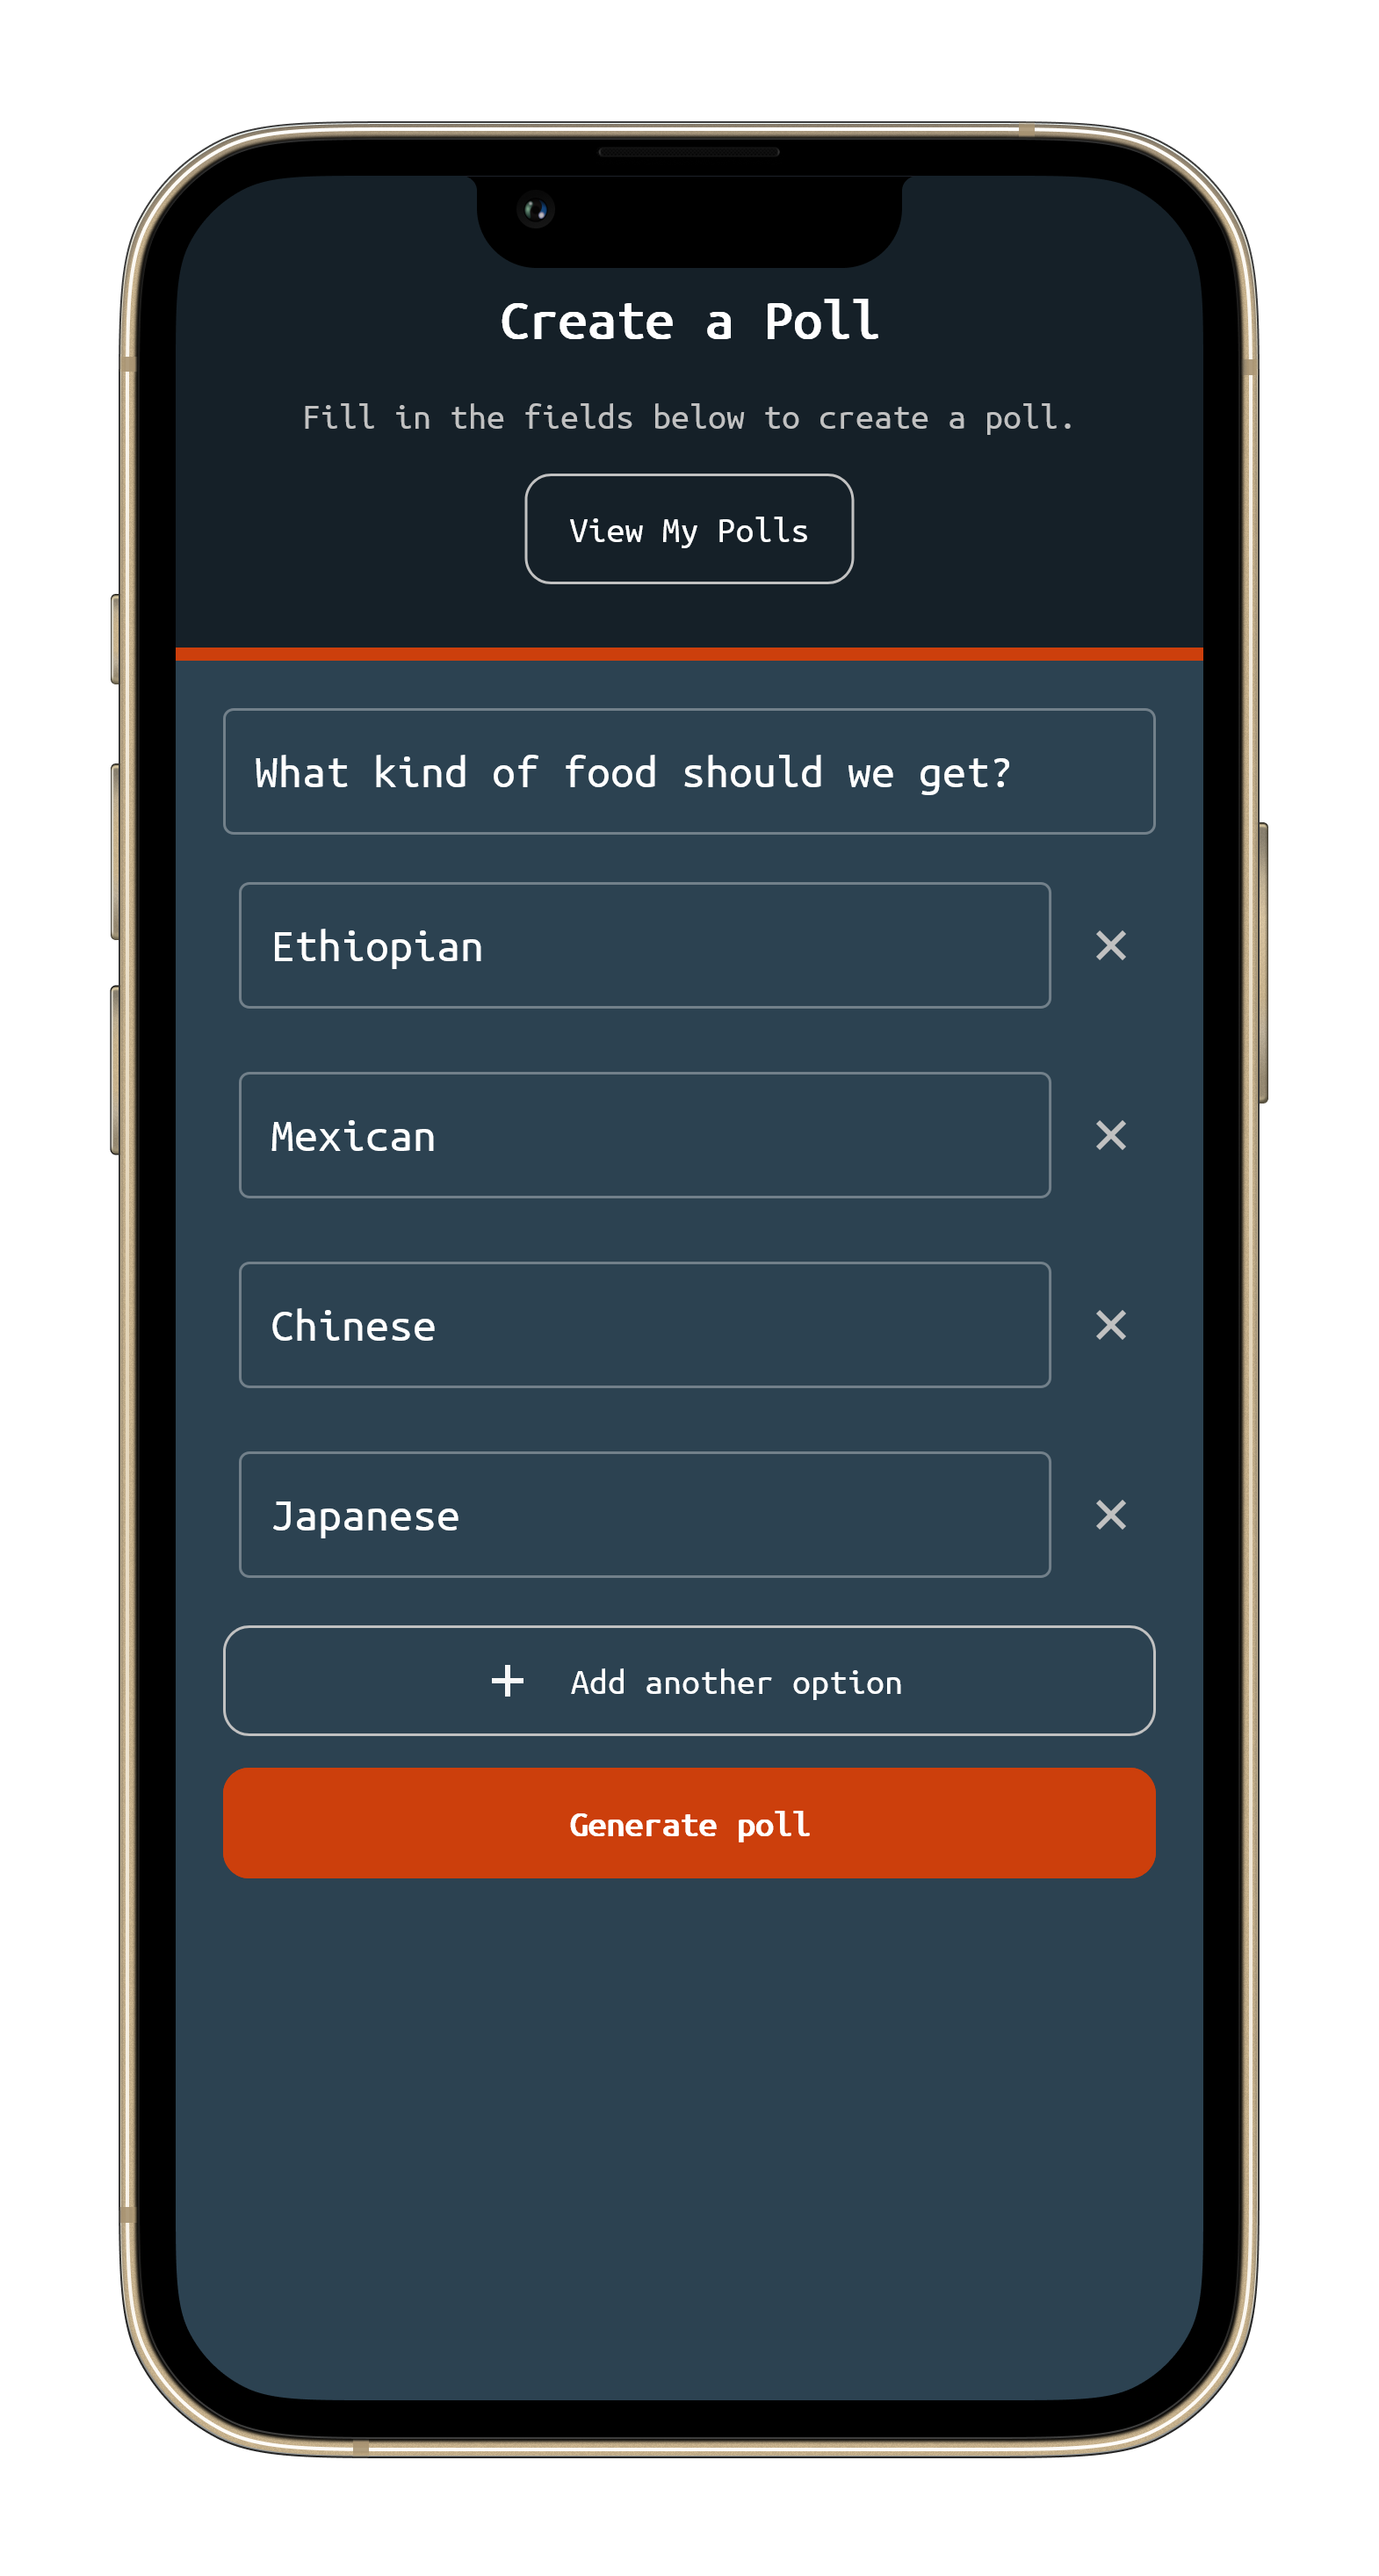 Create a Poll
Fill in the fields below to create a poll.
View My Polls
What kind of food should we get?
Ethiopian
Mexican
Chinese
Japanese
Add another option
Generate poll